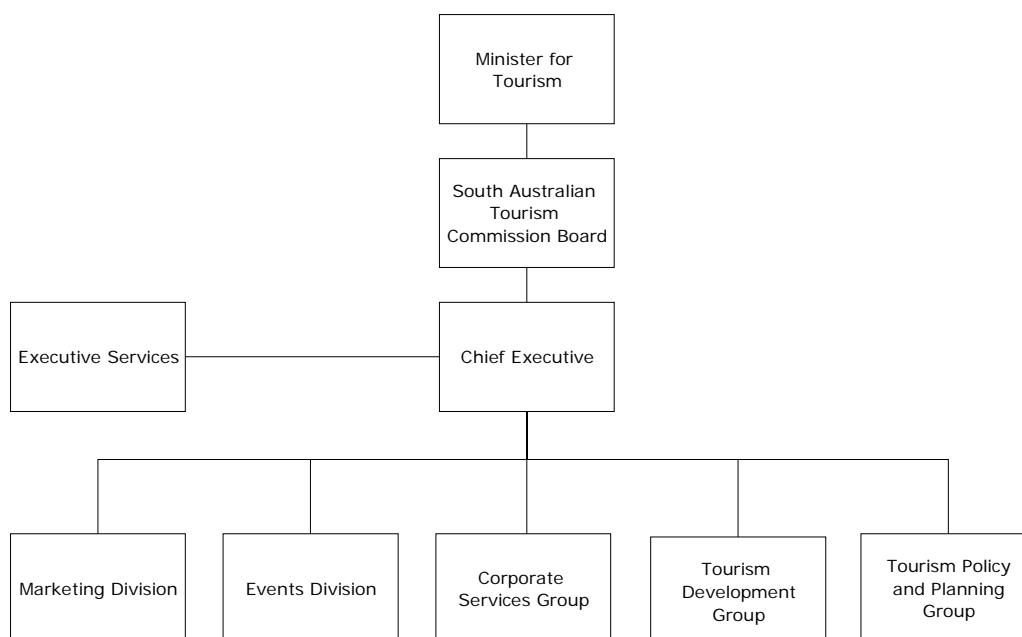 Minister for
Tourism
South Australian
Tourism
Commission Board
Executive Services
Chief Executive
Marketing Division
Events Division
Corporate
Services Group
Tourism
Development
Group
Tourism Policy
and Planning
Group